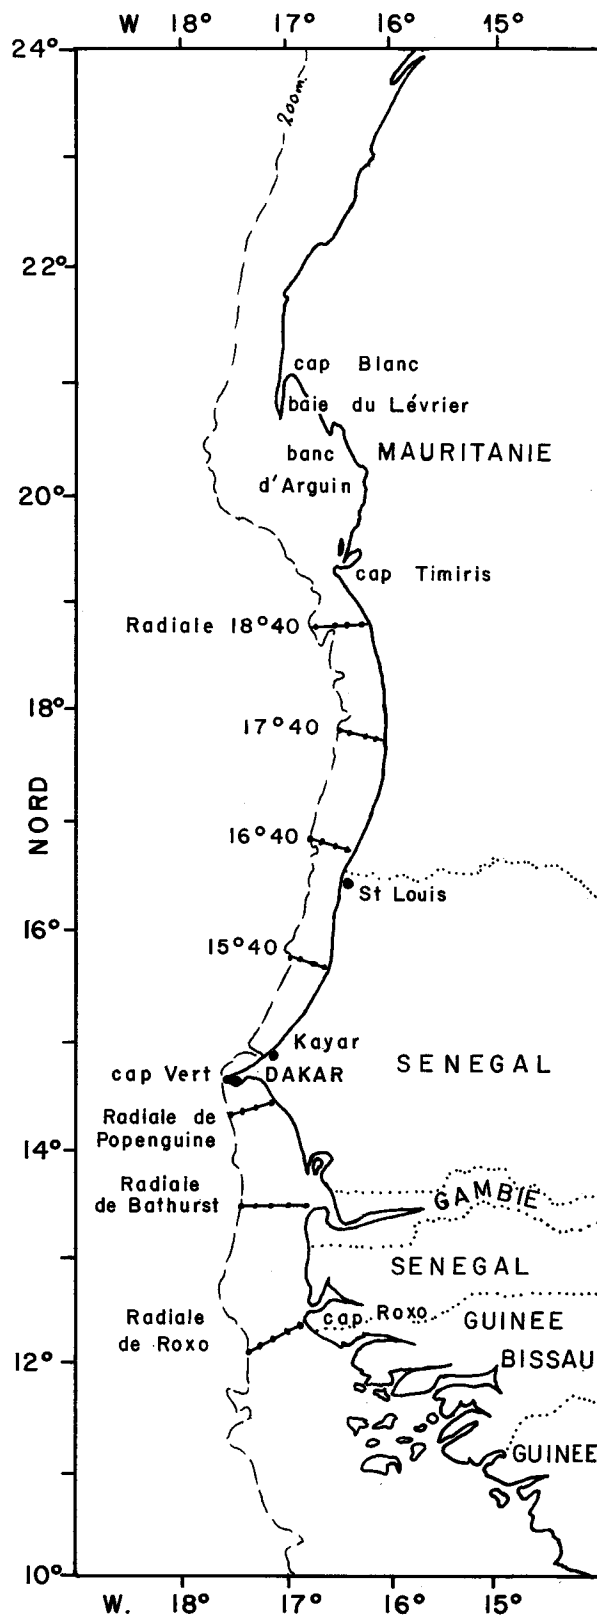 W 18° 17° 16° 15°
24°
200m.
22°
cap Blanc
baie du Lévrier
banc
d'Arguin
MAURITANIE
20°
cap Timiris
Radiale 18°40
18°
17°40
NORD
16°40
St Louis
16°
15°40
Kayar
SENEGAL
cap Vert
DAKAR
Radiale de
Popenguine
14°
Radiale
de Bathurst
GAMBIE
SENEGAL
cap Roxo
Radiale
de Roxo
GUINEE
BISSAU
12°
GUINEE
10°
W. 18° 17° 16° 15°